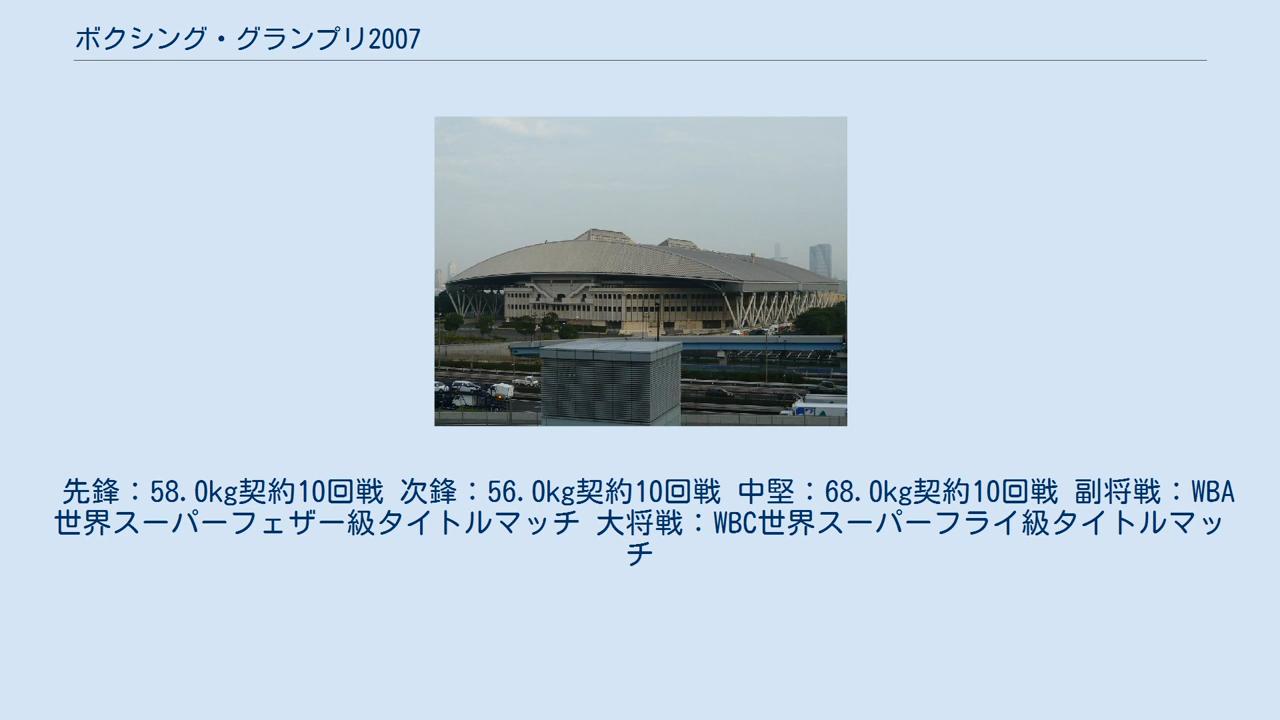 ボクシング・グランプリ2007
先鋒：58.0kg契約10回戦 次鋒：56.0kg契約10回戦 中堅：68.0kg契約10回戦 副将戦：WBA
世界スーパーフェザー級タイトルマッチ 大将戦：WBC世界スーパーフライ級タイトルマッ
チ